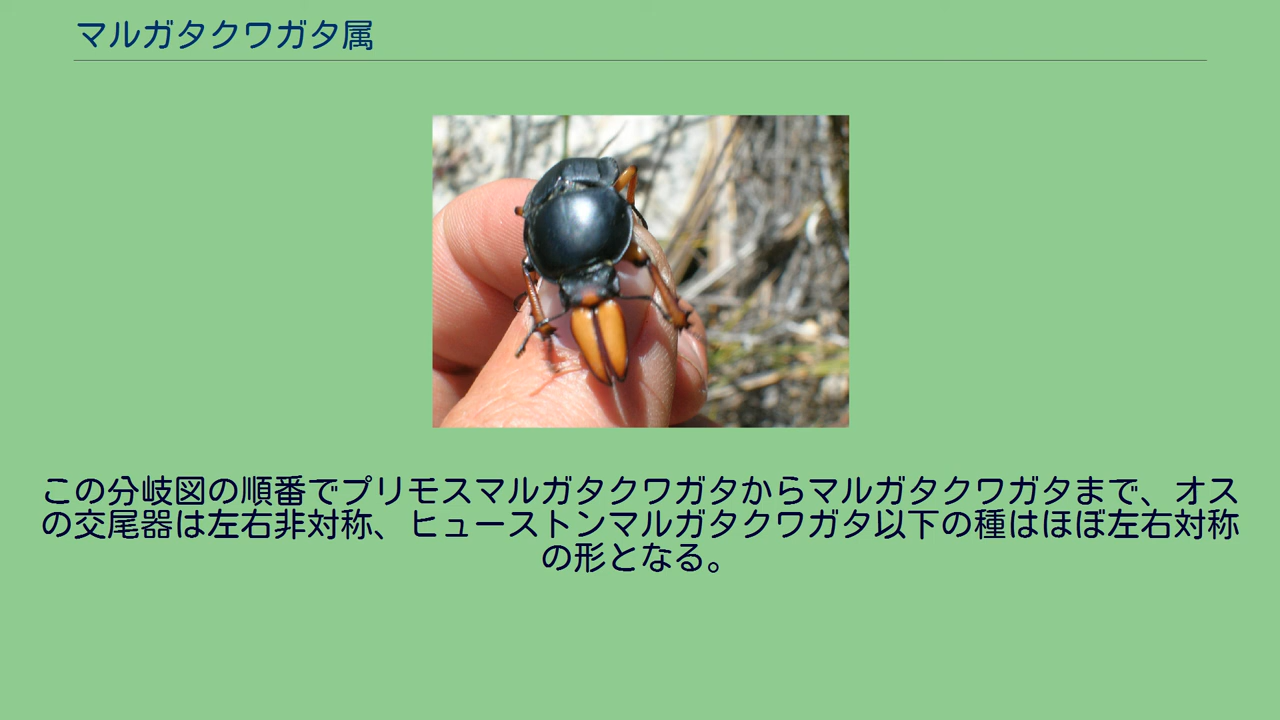 マルガタクワガタ属
この分岐図の順番でプリモスマルガタクワガタからマルガタクワガタまで、オス
の交尾器は左右非対称、ヒューストンマルガタクワガタ以下の種はほぼ左右対称
の形となる。